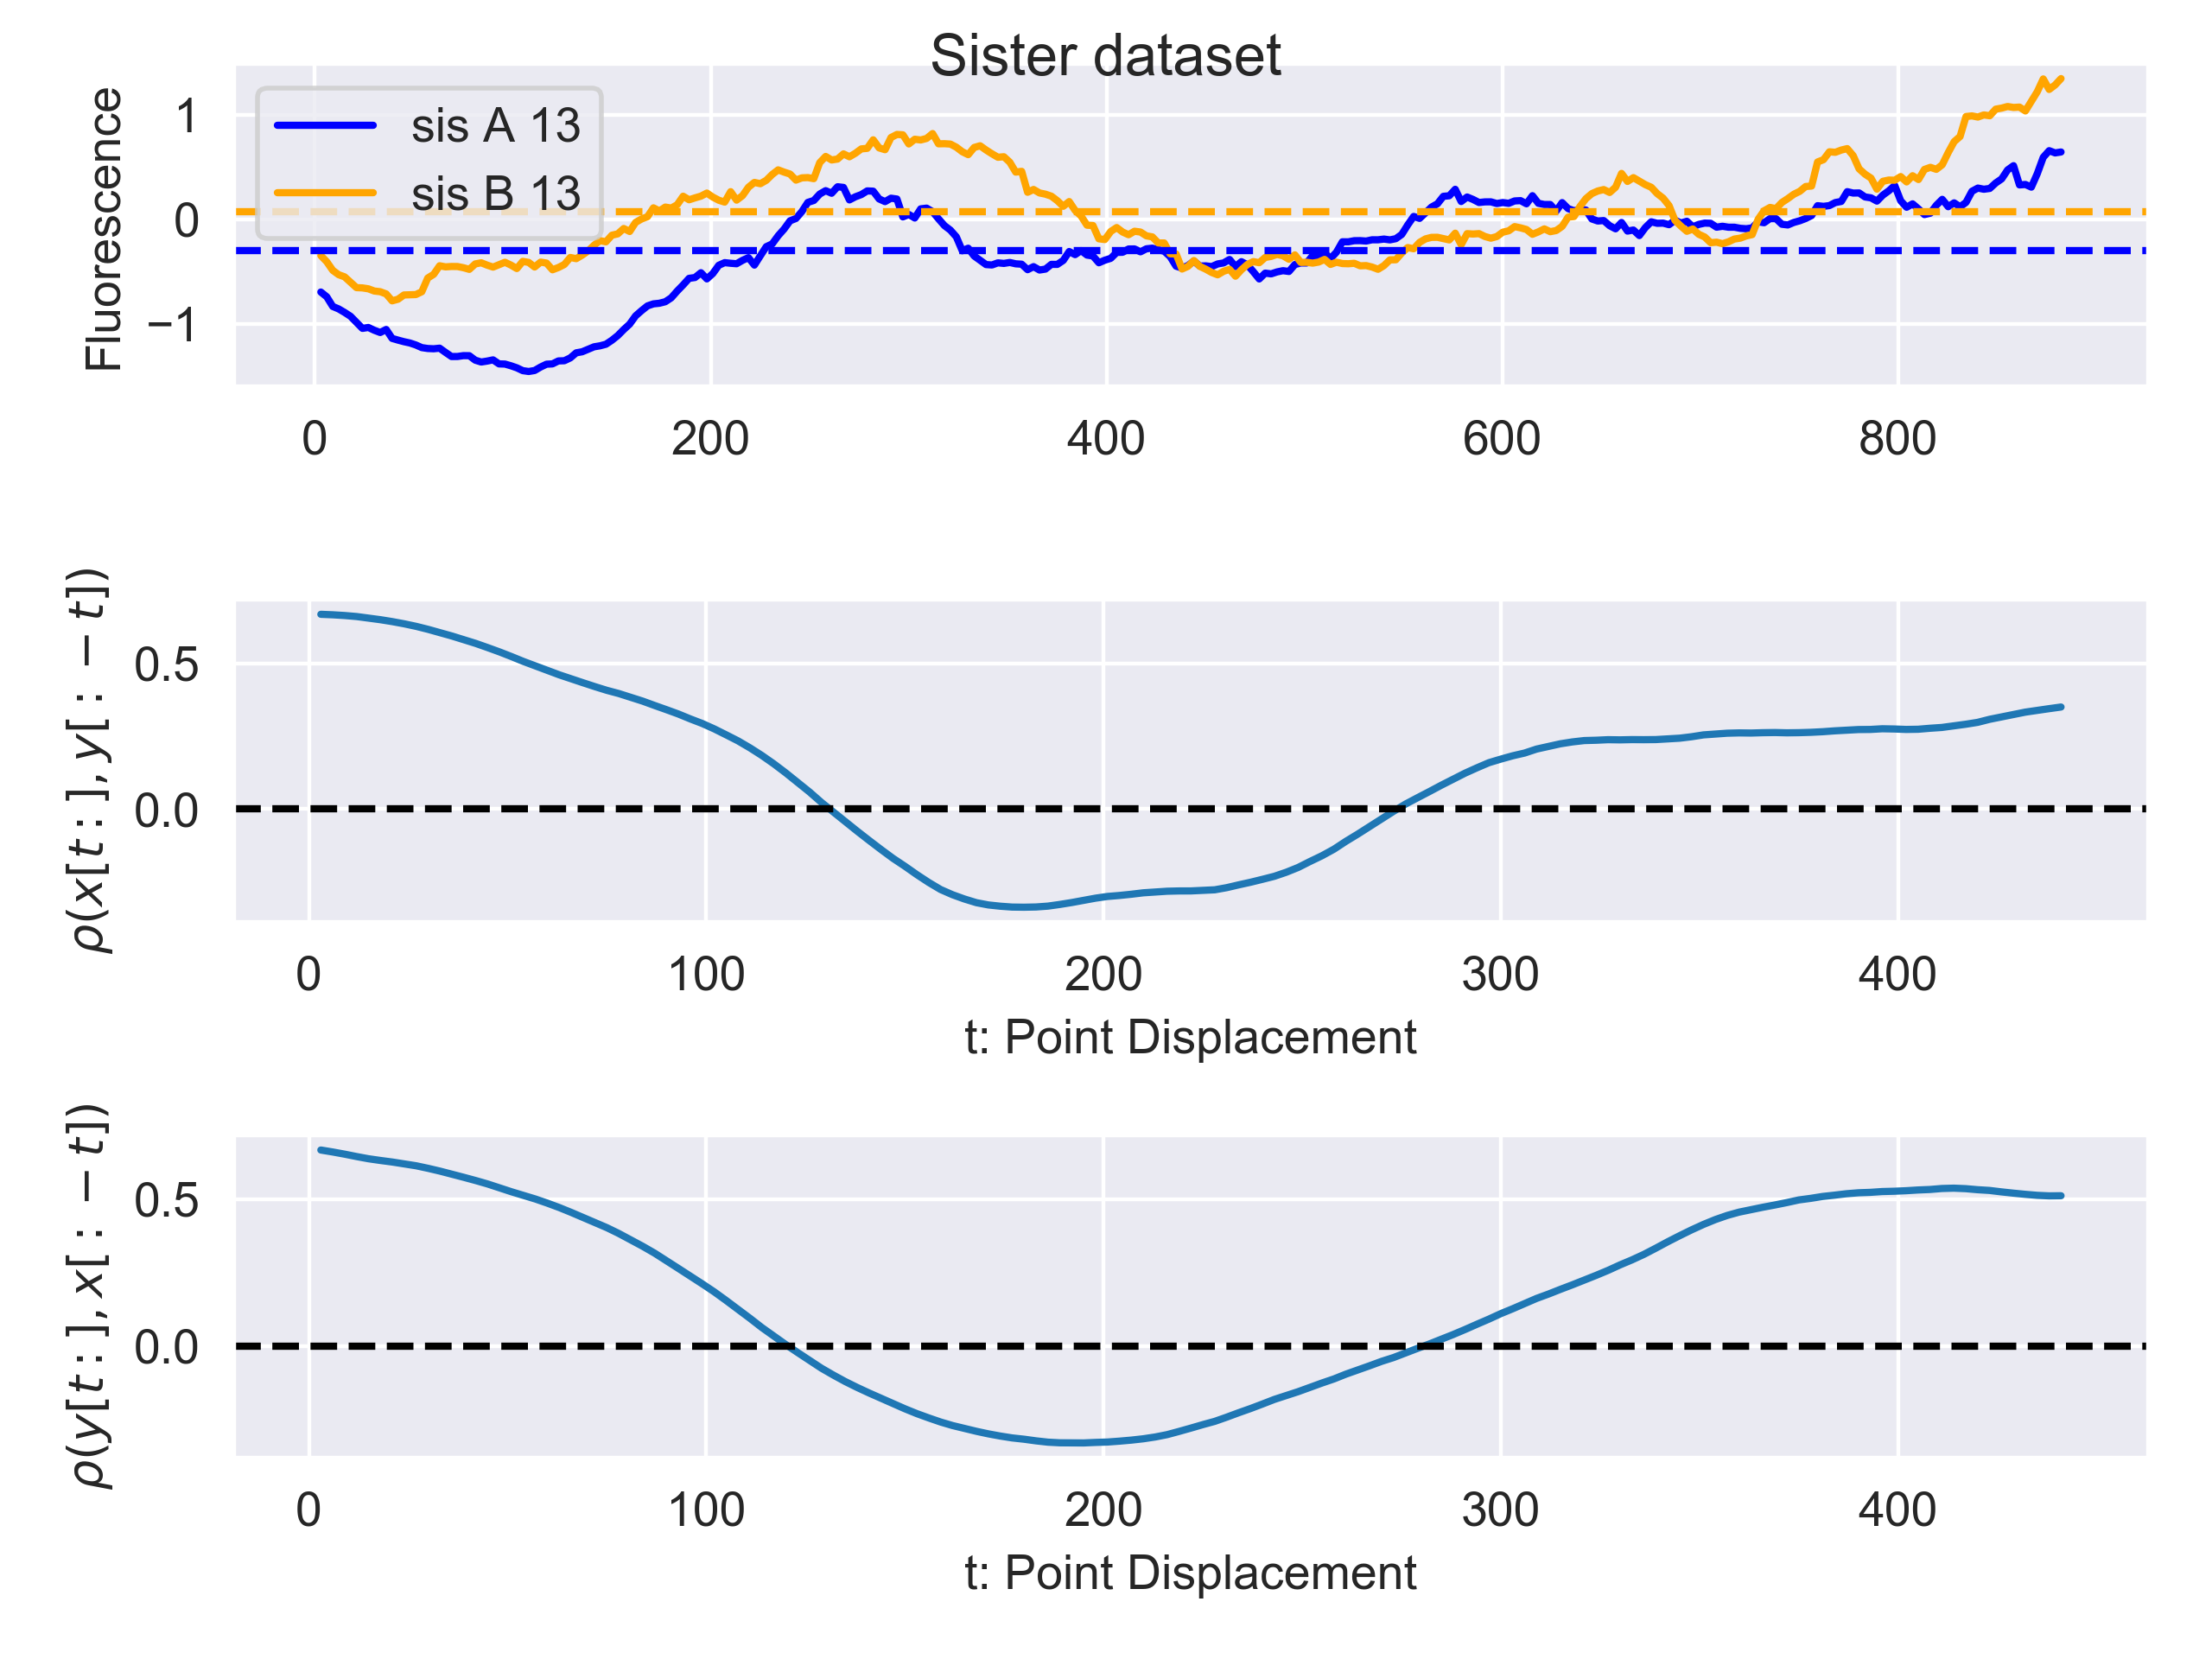 Sister dataset
Fluorescence
1
0
−1
sis A 13
sis B 13
0 200 400 600 800
ρ(x[t:], y[: −t])
0.5
0.0
0 100 200 300 400
t: Point Displacement
ρ(y[t:], x[: −t])
0.5
0.0
0 100 200 300 400
t: Point Displacement